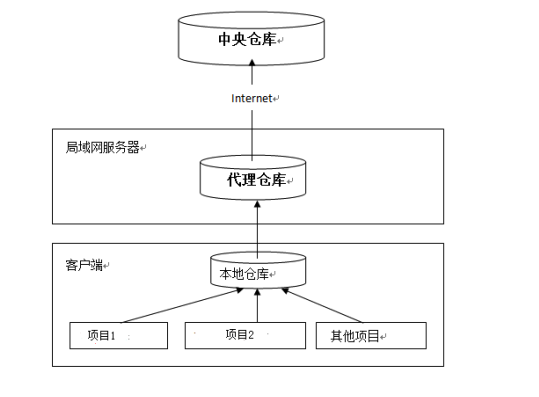 中央仓库
Internet
局域网服务器
代理仓库
客户端
本地仓库
项目1
项目2
其他项目